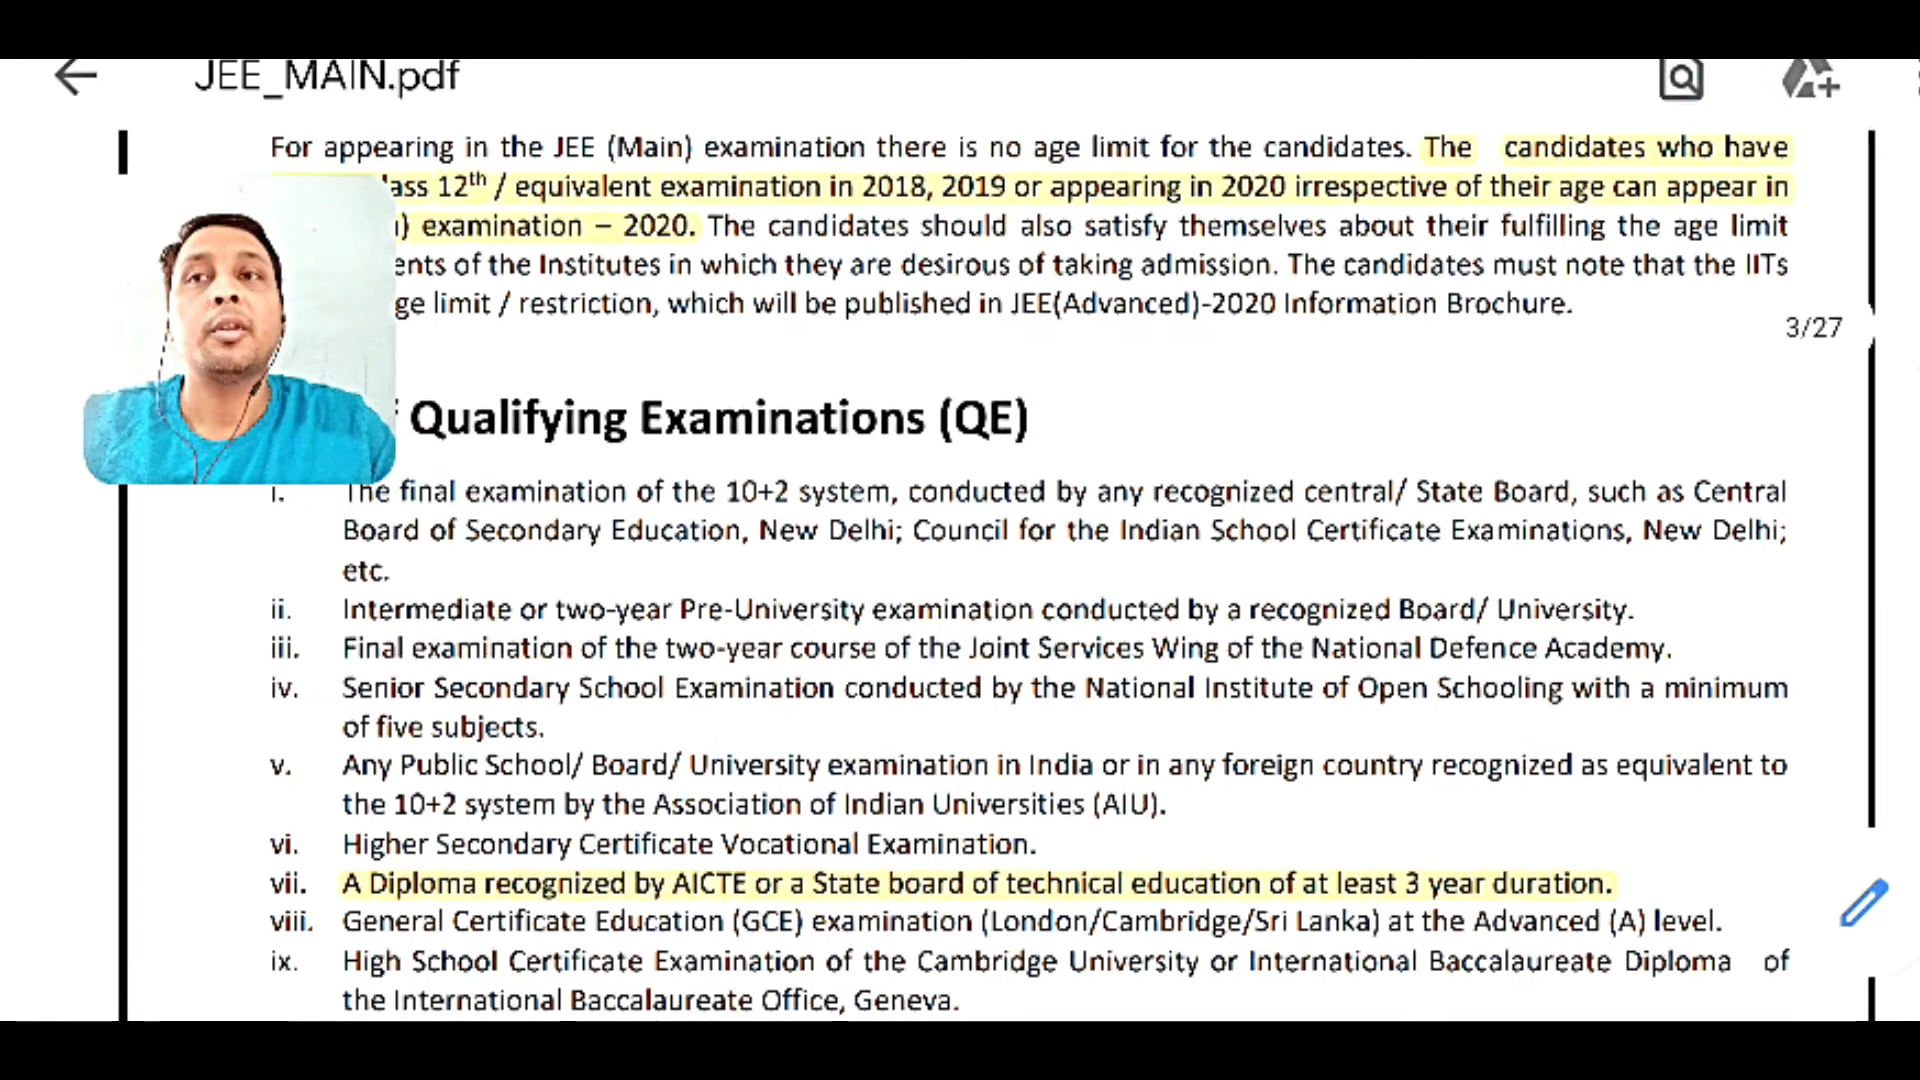 JEE_MAIN.pdf
For appearing in the JEE (Main) examination there is no age limit for the candidates. The candidates who have
12th / equivalent examination in 2018, 2019 or appearing in 2020 irrespective of their age can appear in
examination – 2020. The candidates should also satisfy themselves about their fulfilling the age limit
of the Institutes in which they are desirous of taking admission. The candidates must note that the IITs
limit / restriction, which will be published in JEE(Advanced)-2020 Information Brochure.
3/27
Qualifying Examinations (QE)
i. The final examination of the 10+2 system, conducted by any recognized central/ State Board, such as Central
Board of Secondary Education, New Delhi; Council for the Indian School Certificate Examinations, New Delhi;
etc.
ii. Intermediate or two-year Pre-University examination conducted by a recognized Board/ University.
iii. Final examination of the two-year course of the Joint Services Wing of the National Defence Academy.
iv. Senior Secondary School Examination conducted by the National Institute of Open Schooling with a minimum
of five subjects.
v. Any Public School/ Board/ University examination in India or in any foreign country recognized as equivalent to
the 10+2 system by the Association of Indian Universities (AIU).
vi. Higher Secondary Certificate Vocational Examination.
vii. A Diploma recognized by AICTE or a State board of technical education of at least 3 year duration.
viii. General Certificate Education (GCE) examination (London/Cambridge/Sri Lanka) at the Advanced (A) level.
ix. High School Certificate Examination of the Cambridge University or International Baccalaureate Diploma of
the International Baccalaureate Office, Geneva.